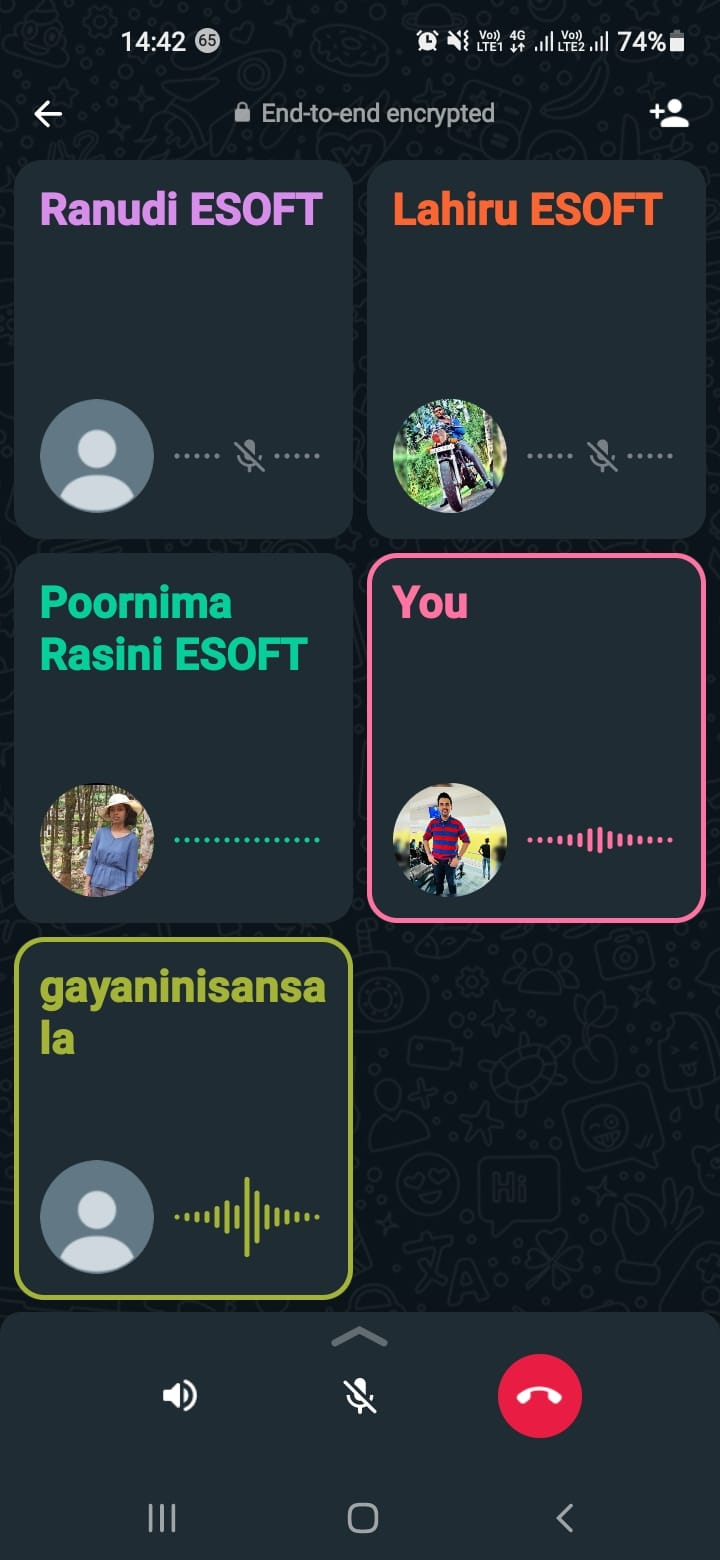 14:42 65 Vo)) LTE1 4G Vo)) LTE2 74%
End-to-end encrypted
Ranudi ESOFT
Lahiru ESOFT
Poornima
Rasini ESOFT
You
gayaninisansa
la
Hi